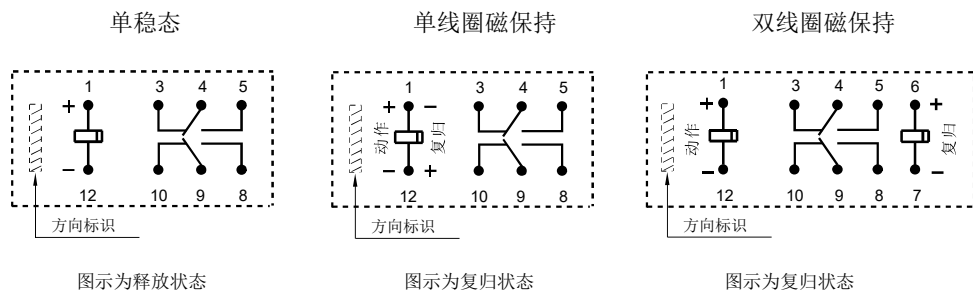 单稳态
单线圈磁保持
双线圈磁保持
1 3 4 5
+
−
12 10 9 8
方向标识
图示为释放状态
1 3 4 5
+ −
动作 复归
− +
12 10 9 8
方向标识
图示为复归状态
1 3 4 5 6
+ +
动作 复归
− −
12 10 9 8 7
方向标识
图示为复归状态